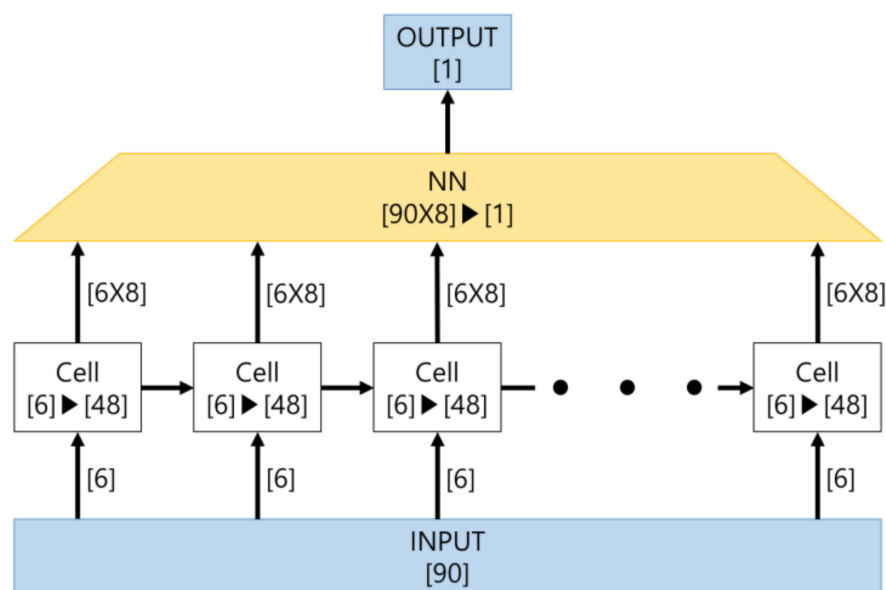 OUTPUT
[1]
NN
[90X8]▶[1]
[6X8]
[6X8]
[6X8]
[6X8]
Cell
[6]▶[48]
Cell
[6]▶[48]
Cell
[6]▶[48]
Cell
[6]▶[48]
[6]
[6]
[6]
[6]
INPUT
[90]